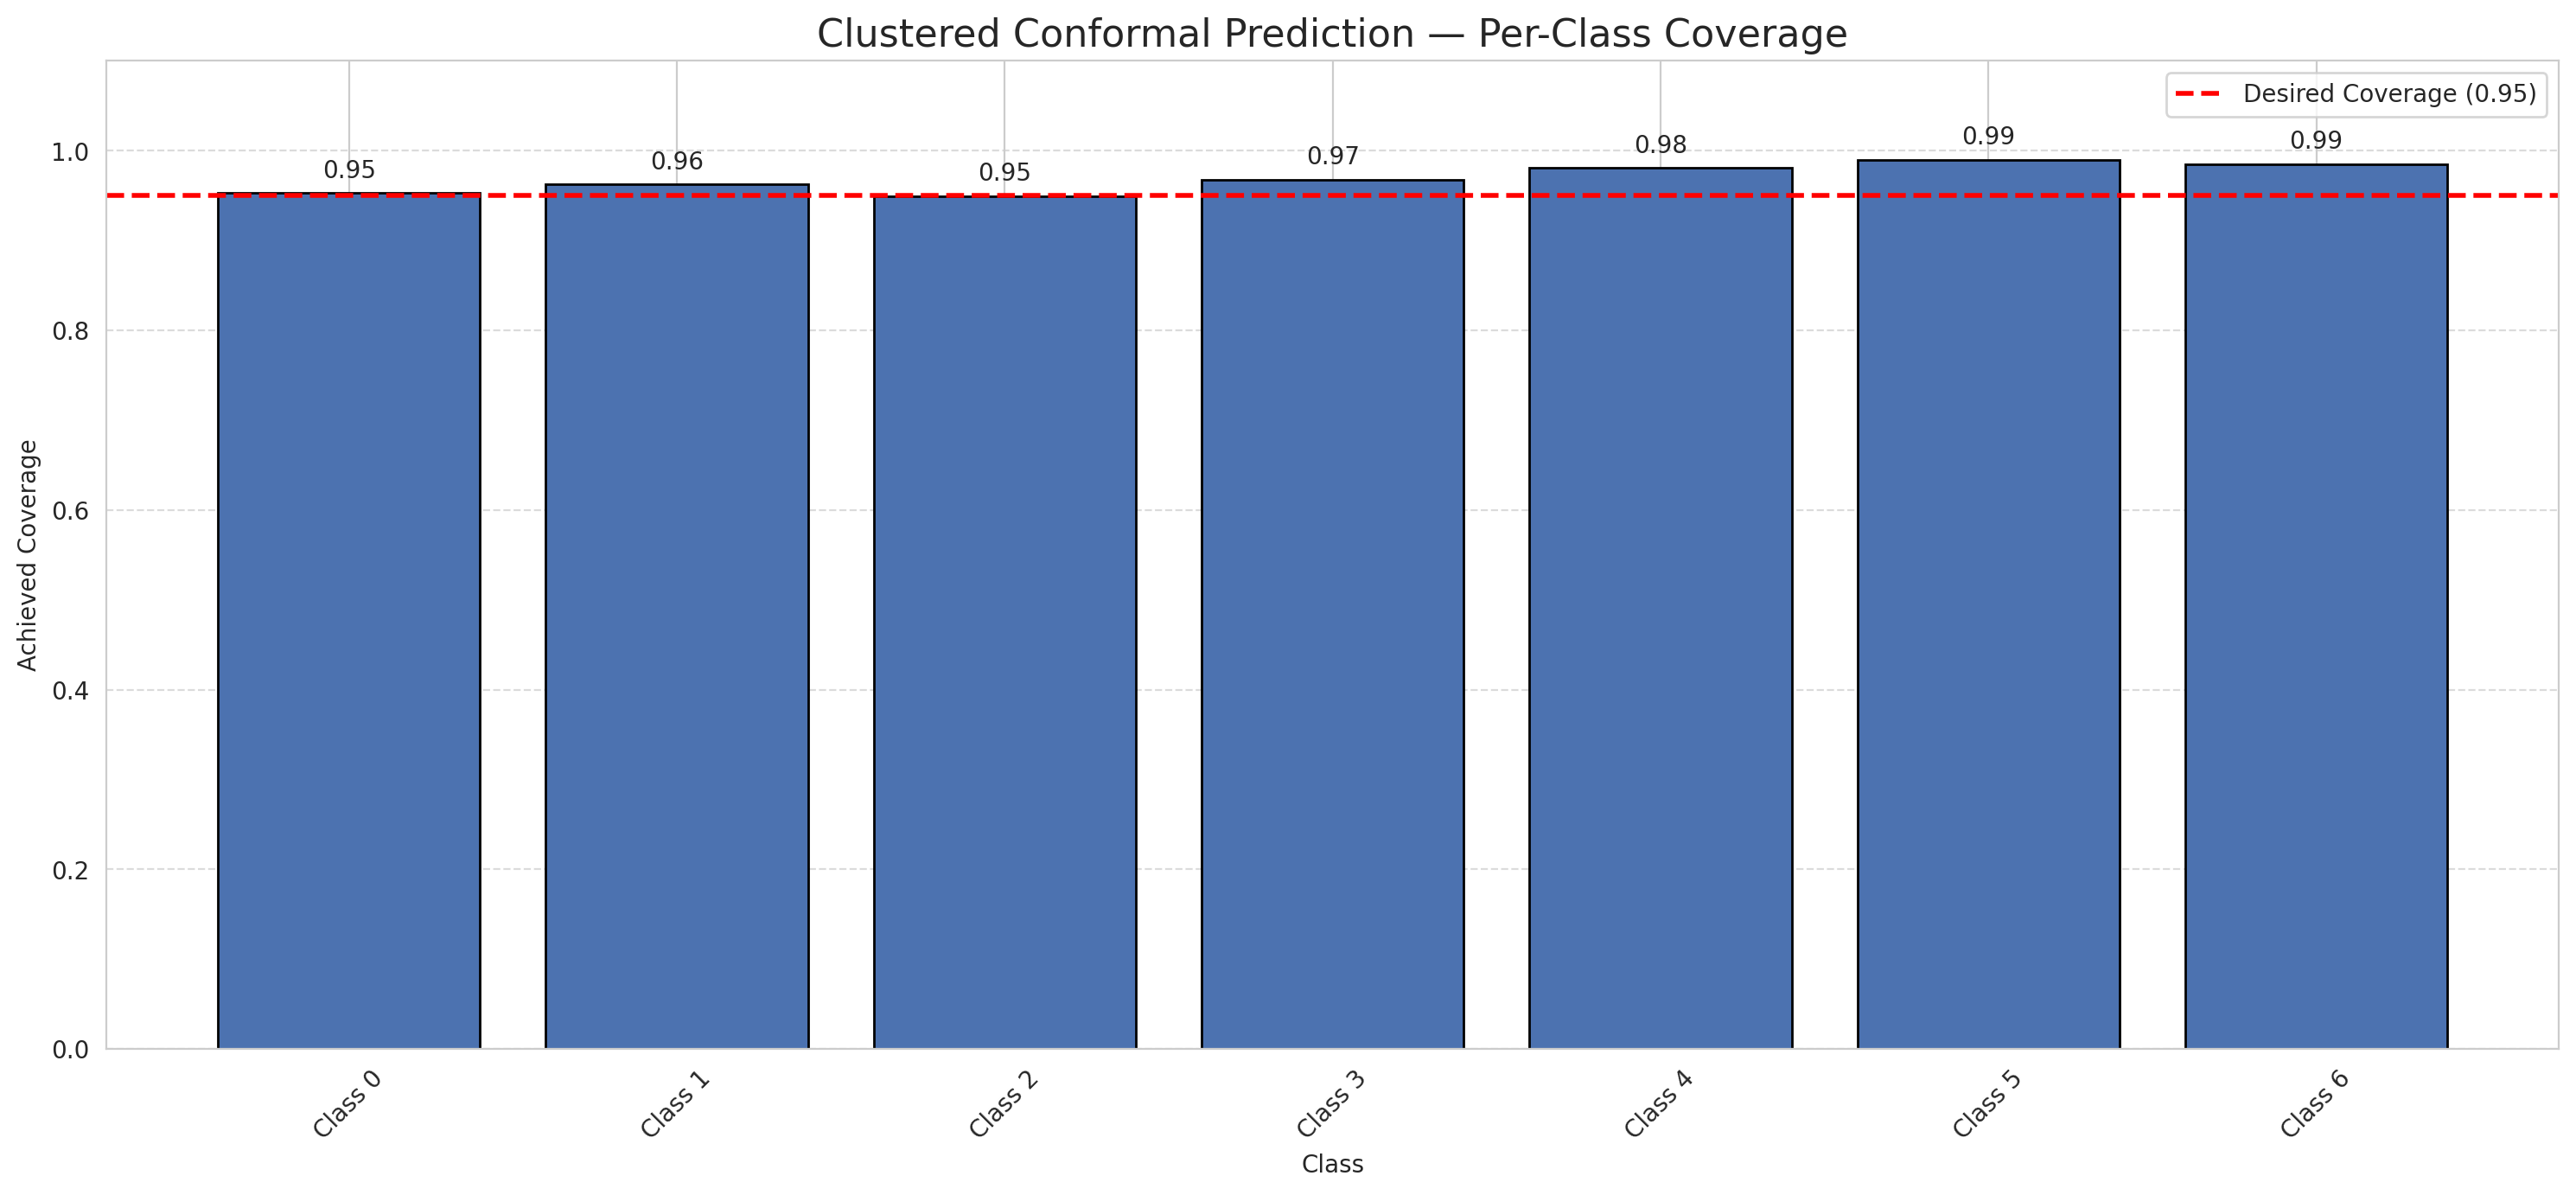 Clustered Conformal Prediction — Per-Class Coverage
Desired Coverage (0.95)
Achieved Coverage
1.0
0.8
0.6
0.4
0.2
0.0
0.95
0.96
0.95
0.97
0.98
0.99
0.99
Class 0
Class 1
Class 2
Class 3
Class 4
Class 5
Class 6
Class